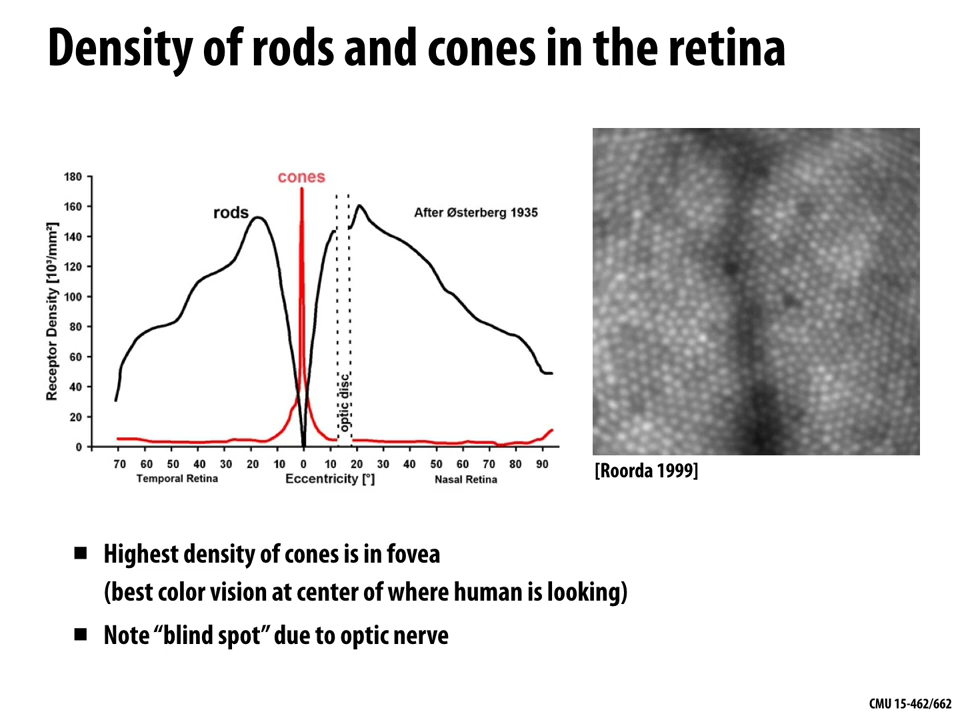 Density of rods and cones in the retina
cones
rods
After Østerberg 1935
Receptor Density [10³/mm²]
180
160
140
120
100
80
60
40
20
0
optic disc
70 60 50 40 30 20 10 0 10 20 30 40 50 60 70 80 90
Temporal Retina Eccentricity [°] Nasal Retina
[Roorda 1999]
■ Highest density of cones is in fovea
(best color vision at center of where human is looking)
■ Note “blind spot” due to optic nerve
CMU 15-462/662